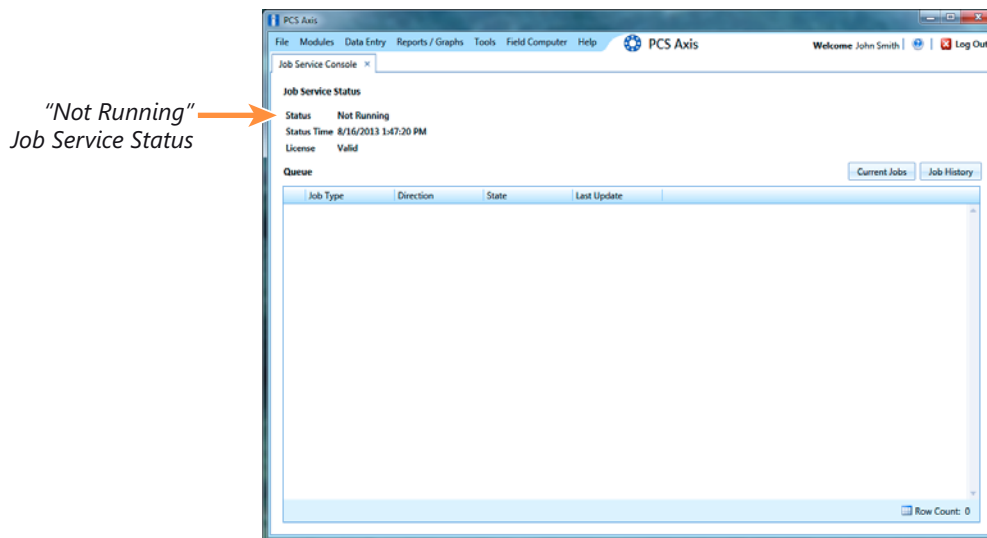 PCS Axis
File Modules Data Entry Reports / Graphs Tools Field Computer Help PCS Axis Welcome John Smith | ? | X Log Out
Job Service Console ×
Job Service Status
"Not Running"
Job Service Status
Status Not Running
Status Time 8/16/2013 1:47:20 PM
License Valid
Queue Current Jobs Job History
Job Type Direction State Last Update
Row Count: 0